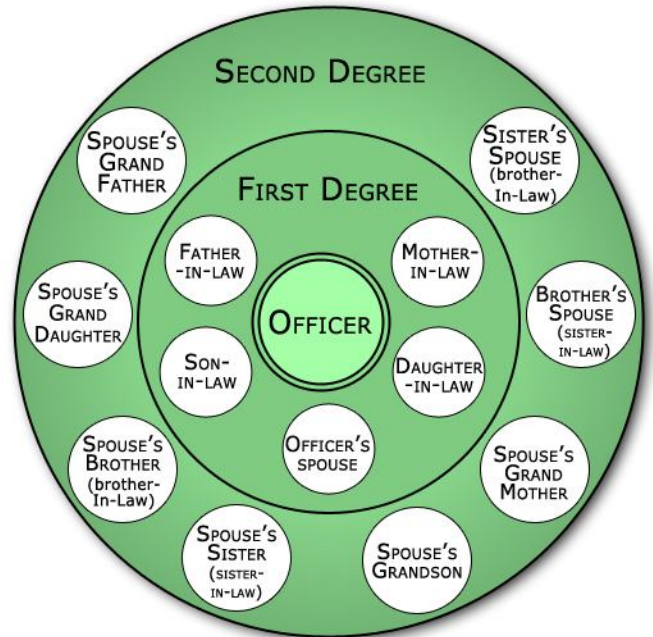 SECOND DEGREE
SPOUSE'S
GRAND
FATHER
SISTER'S
SPOUSE
(brother-
In-Law)
FIRST DEGREE
FATHER
-IN-LAW
MOTHER-
IN-LAW
SPOUSE'S
GRAND
DAUGHTER
OFFICER
BROTHER'S
SPOUSE
(SISTER-
IN-LAW)
SON-
IN-LAW
DAUGHTER
-IN-LAW
SPOUSE'S
BROTHER
(brother-
In-Law)
OFFICER'S
SPOUSE
SPOUSE'S
GRAND
MOTHER
SPOUSE'S
SISTER
(SISTER-
IN-LAW)
SPOUSE'S
GRANDSON